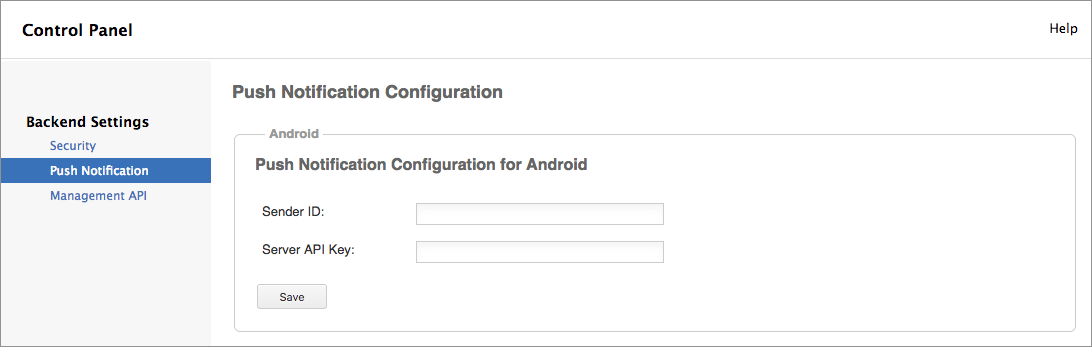 Control Panel
Help
Backend Settings
Security
Push Notification
Management API
Push Notification Configuration
Android
Push Notification Configuration for Android
Sender ID:
Server API Key:
Save